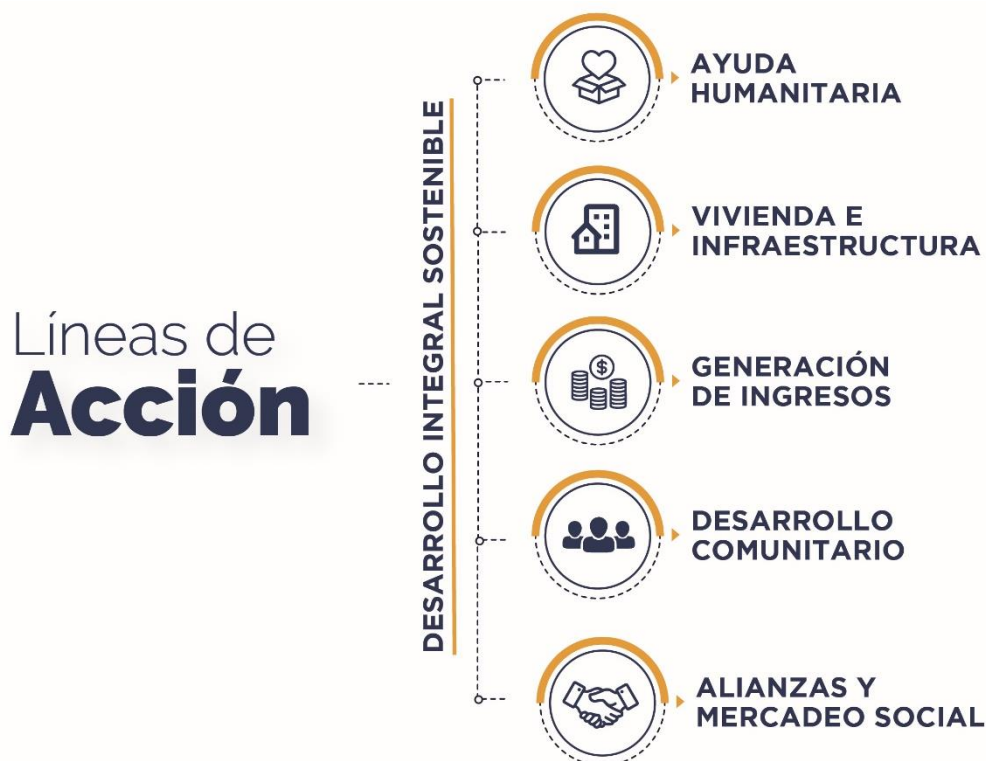 Líneas de
Acción
DESARROLLO INTEGRAL SOSTENIBLE
AYUDA
HUMANITARIA
VIVIENDA E
INFRAESTRUCTURA
$
GENERACIÓN
DE INGRESOS
DESARROLLO
COMUNITARIO
ALIANZAS Y
MERCADEO SOCIAL